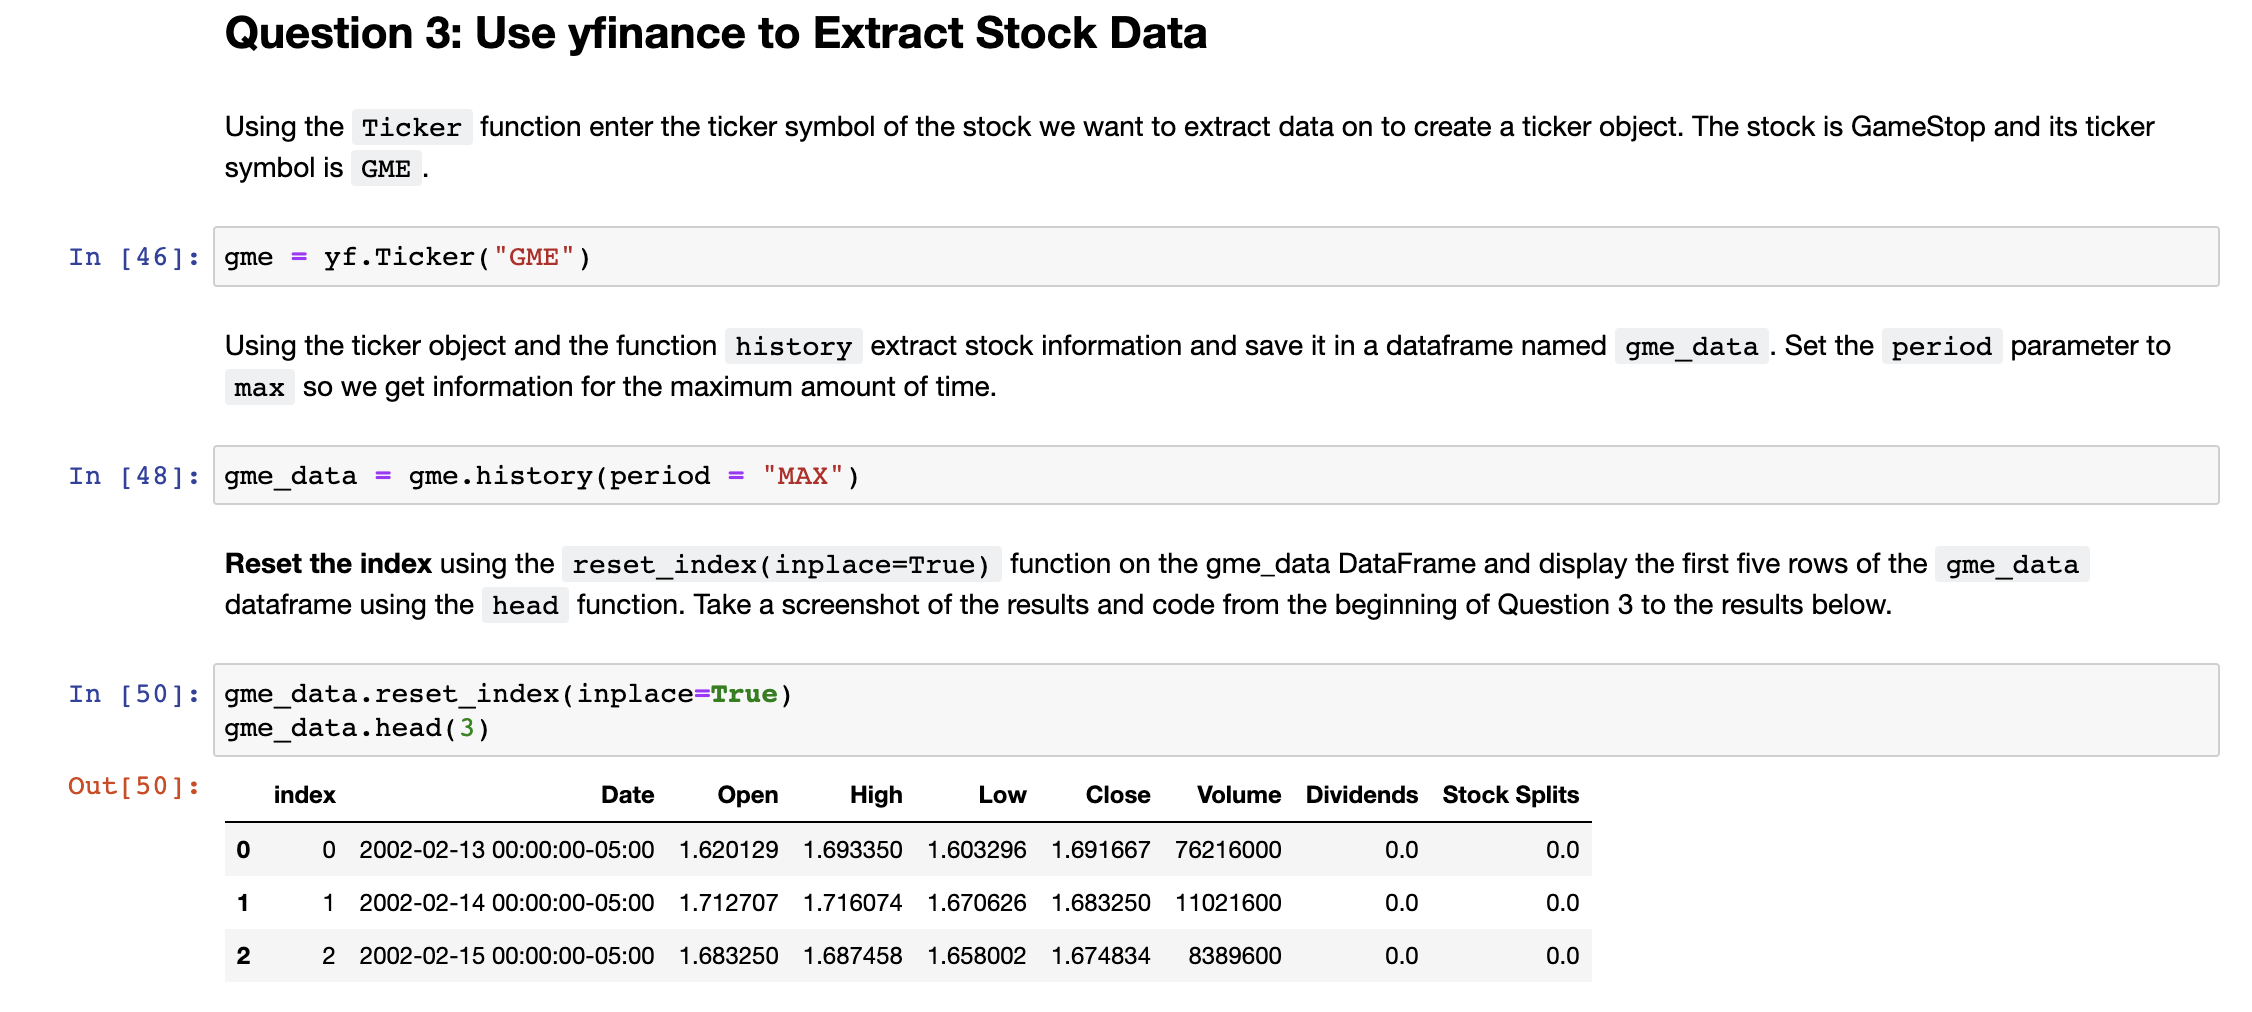 Question 3: Use yfinance to Extract Stock Data
Using the Ticker function enter the ticker symbol of the stock we want to extract data on to create a ticker object. The stock is GameStop and its ticker
symbol is GME .
In [46]: gme = yf.Ticker("GME")
Using the ticker object and the function history extract stock information and save it in a dataframe named gme_data . Set the period parameter to
max so we get information for the maximum amount of time.
In [48]: gme_data = gme.history(period = "MAX")
Reset the index using the reset_index(inplace=True) function on the gme_data DataFrame and display the first five rows of the gme_data
dataframe using the head function. Take a screenshot of the results and code from the beginning of Question 3 to the results below.
In [50]: gme_data.reset_index(inplace=True)
gme_data.head(3)
Out[50]:
index Date Open High Low Close Volume Dividends Stock Splits
0 0 2002-02-13 00:00:00-05:00 1.620129 1.693350 1.603296 1.691667 76216000 0.0 0.0
1 1 2002-02-14 00:00:00-05:00 1.712707 1.716074 1.670626 1.683250 11021600 0.0 0.0
2 2 2002-02-15 00:00:00-05:00 1.683250 1.687458 1.658002 1.674834 8389600 0.0 0.0